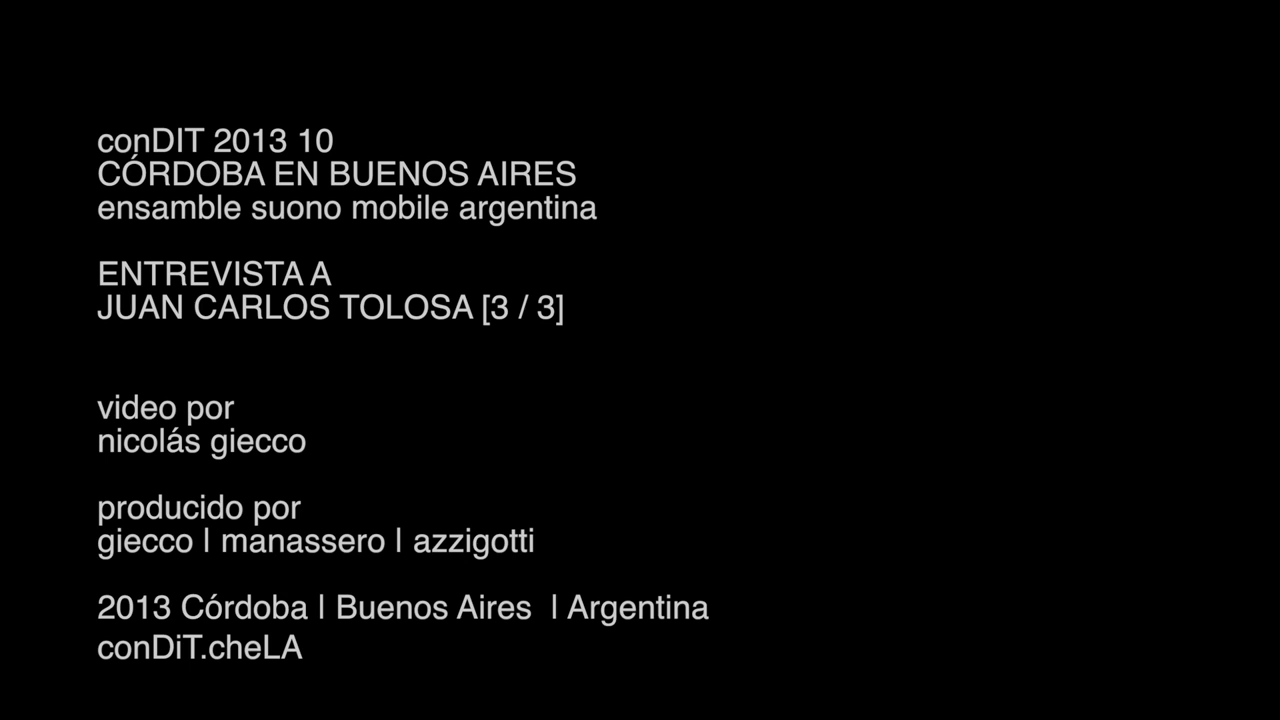 conDIT 2013 10
CÓRDOBA EN BUENOS AIRES
ensamble suono mobile argentina
ENTREVISTA A
JUAN CARLOS TOLOSA [3 / 3]
video por
nicolás giecco
producido por
giecco | manassero | azzigotti
2013 Córdoba | Buenos Aires | Argentina
conDiT.cheLA